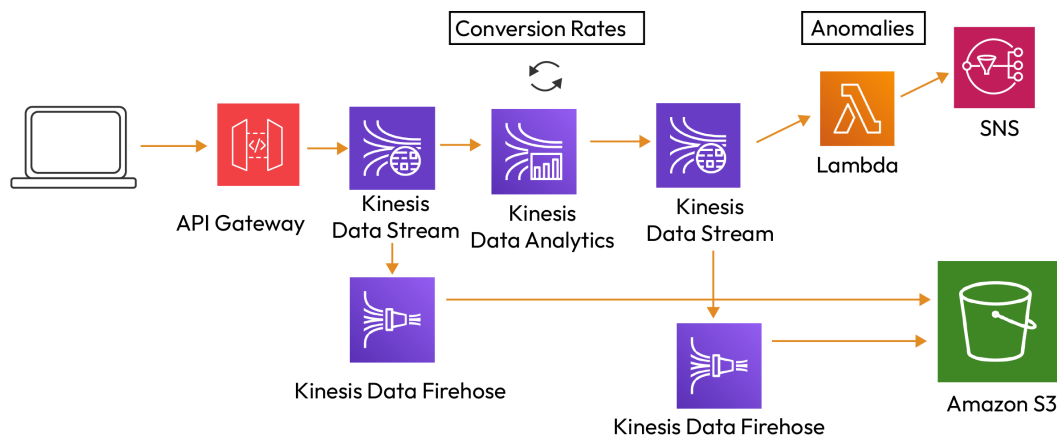 Conversion Rates
Anomalies
SNS
Lambda
API Gateway
Kinesis
Data Stream
Kinesis
Data Analytics
Kinesis
Data Stream
Kinesis Data Firehose
Kinesis Data Firehose
Amazon S3